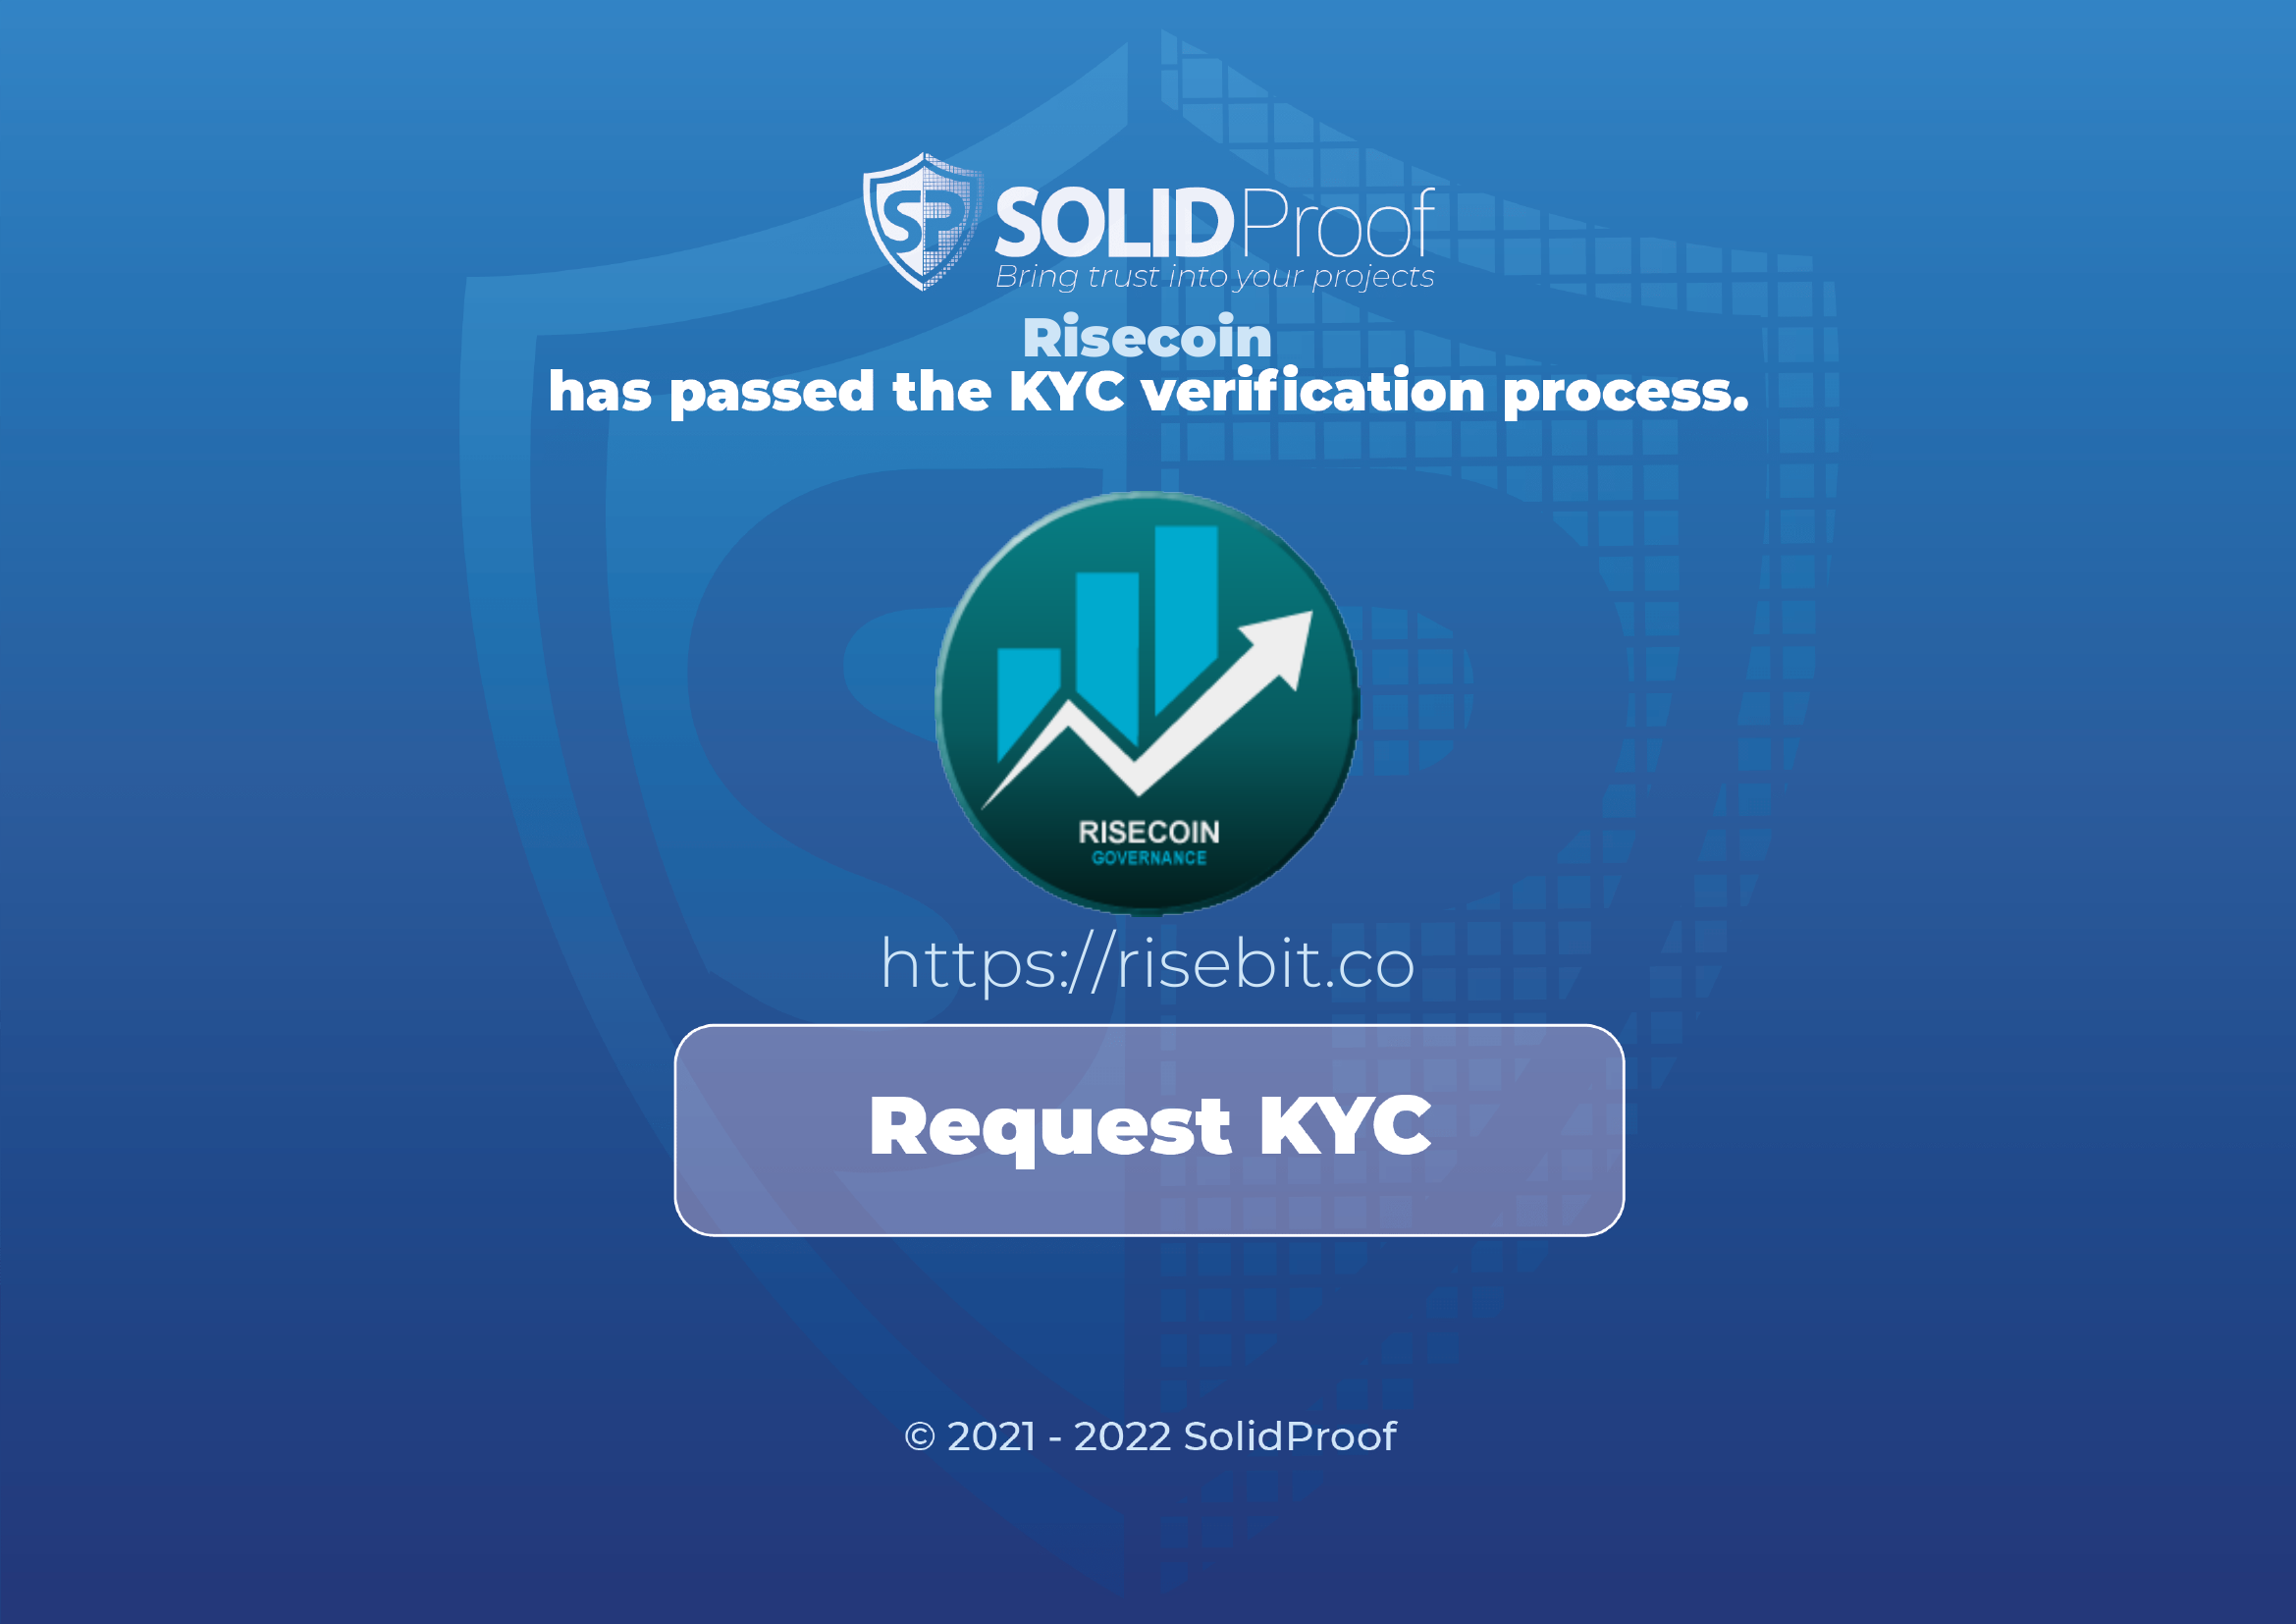 SP SOLIDProof
Bring trust into your projects
Risecoin
has passed the KYC verification process.
RISECOIN
GOVERNANCE
https://risebit.co
Request KYC
© 2021 - 2022 SolidProof